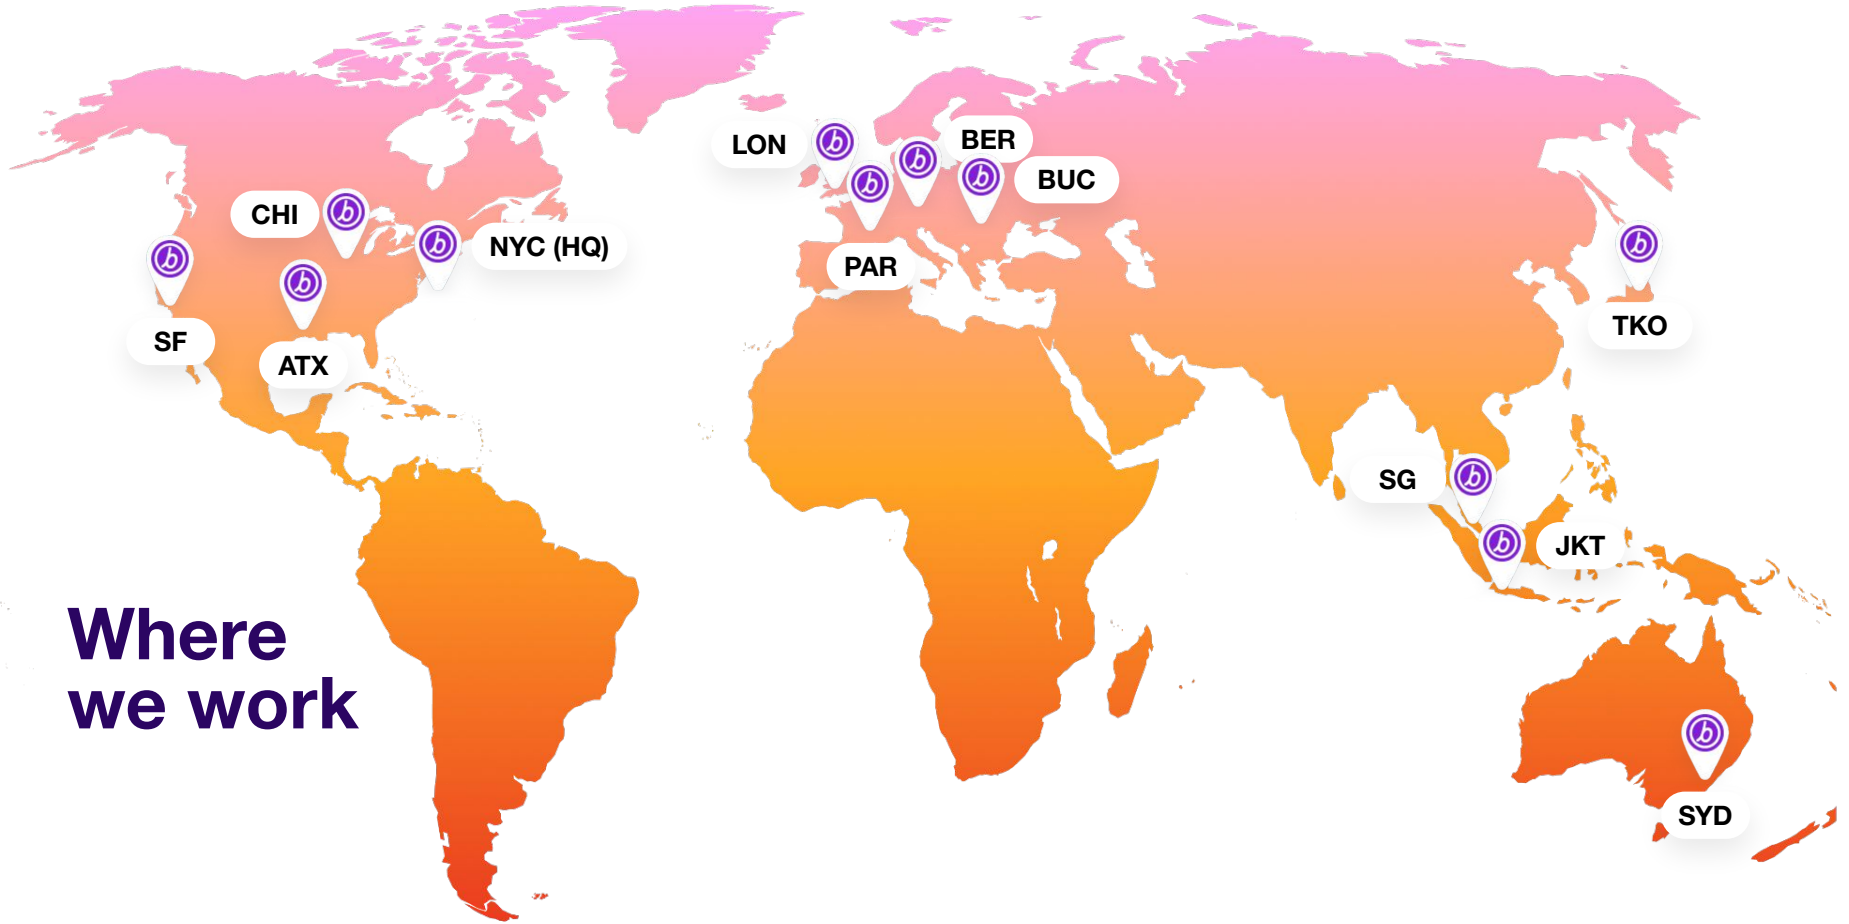 LON
BER
BUC
CHI
NYC (HQ)
PAR
SF
ATX
TKO
SG
JKT
Where
we work
SYD